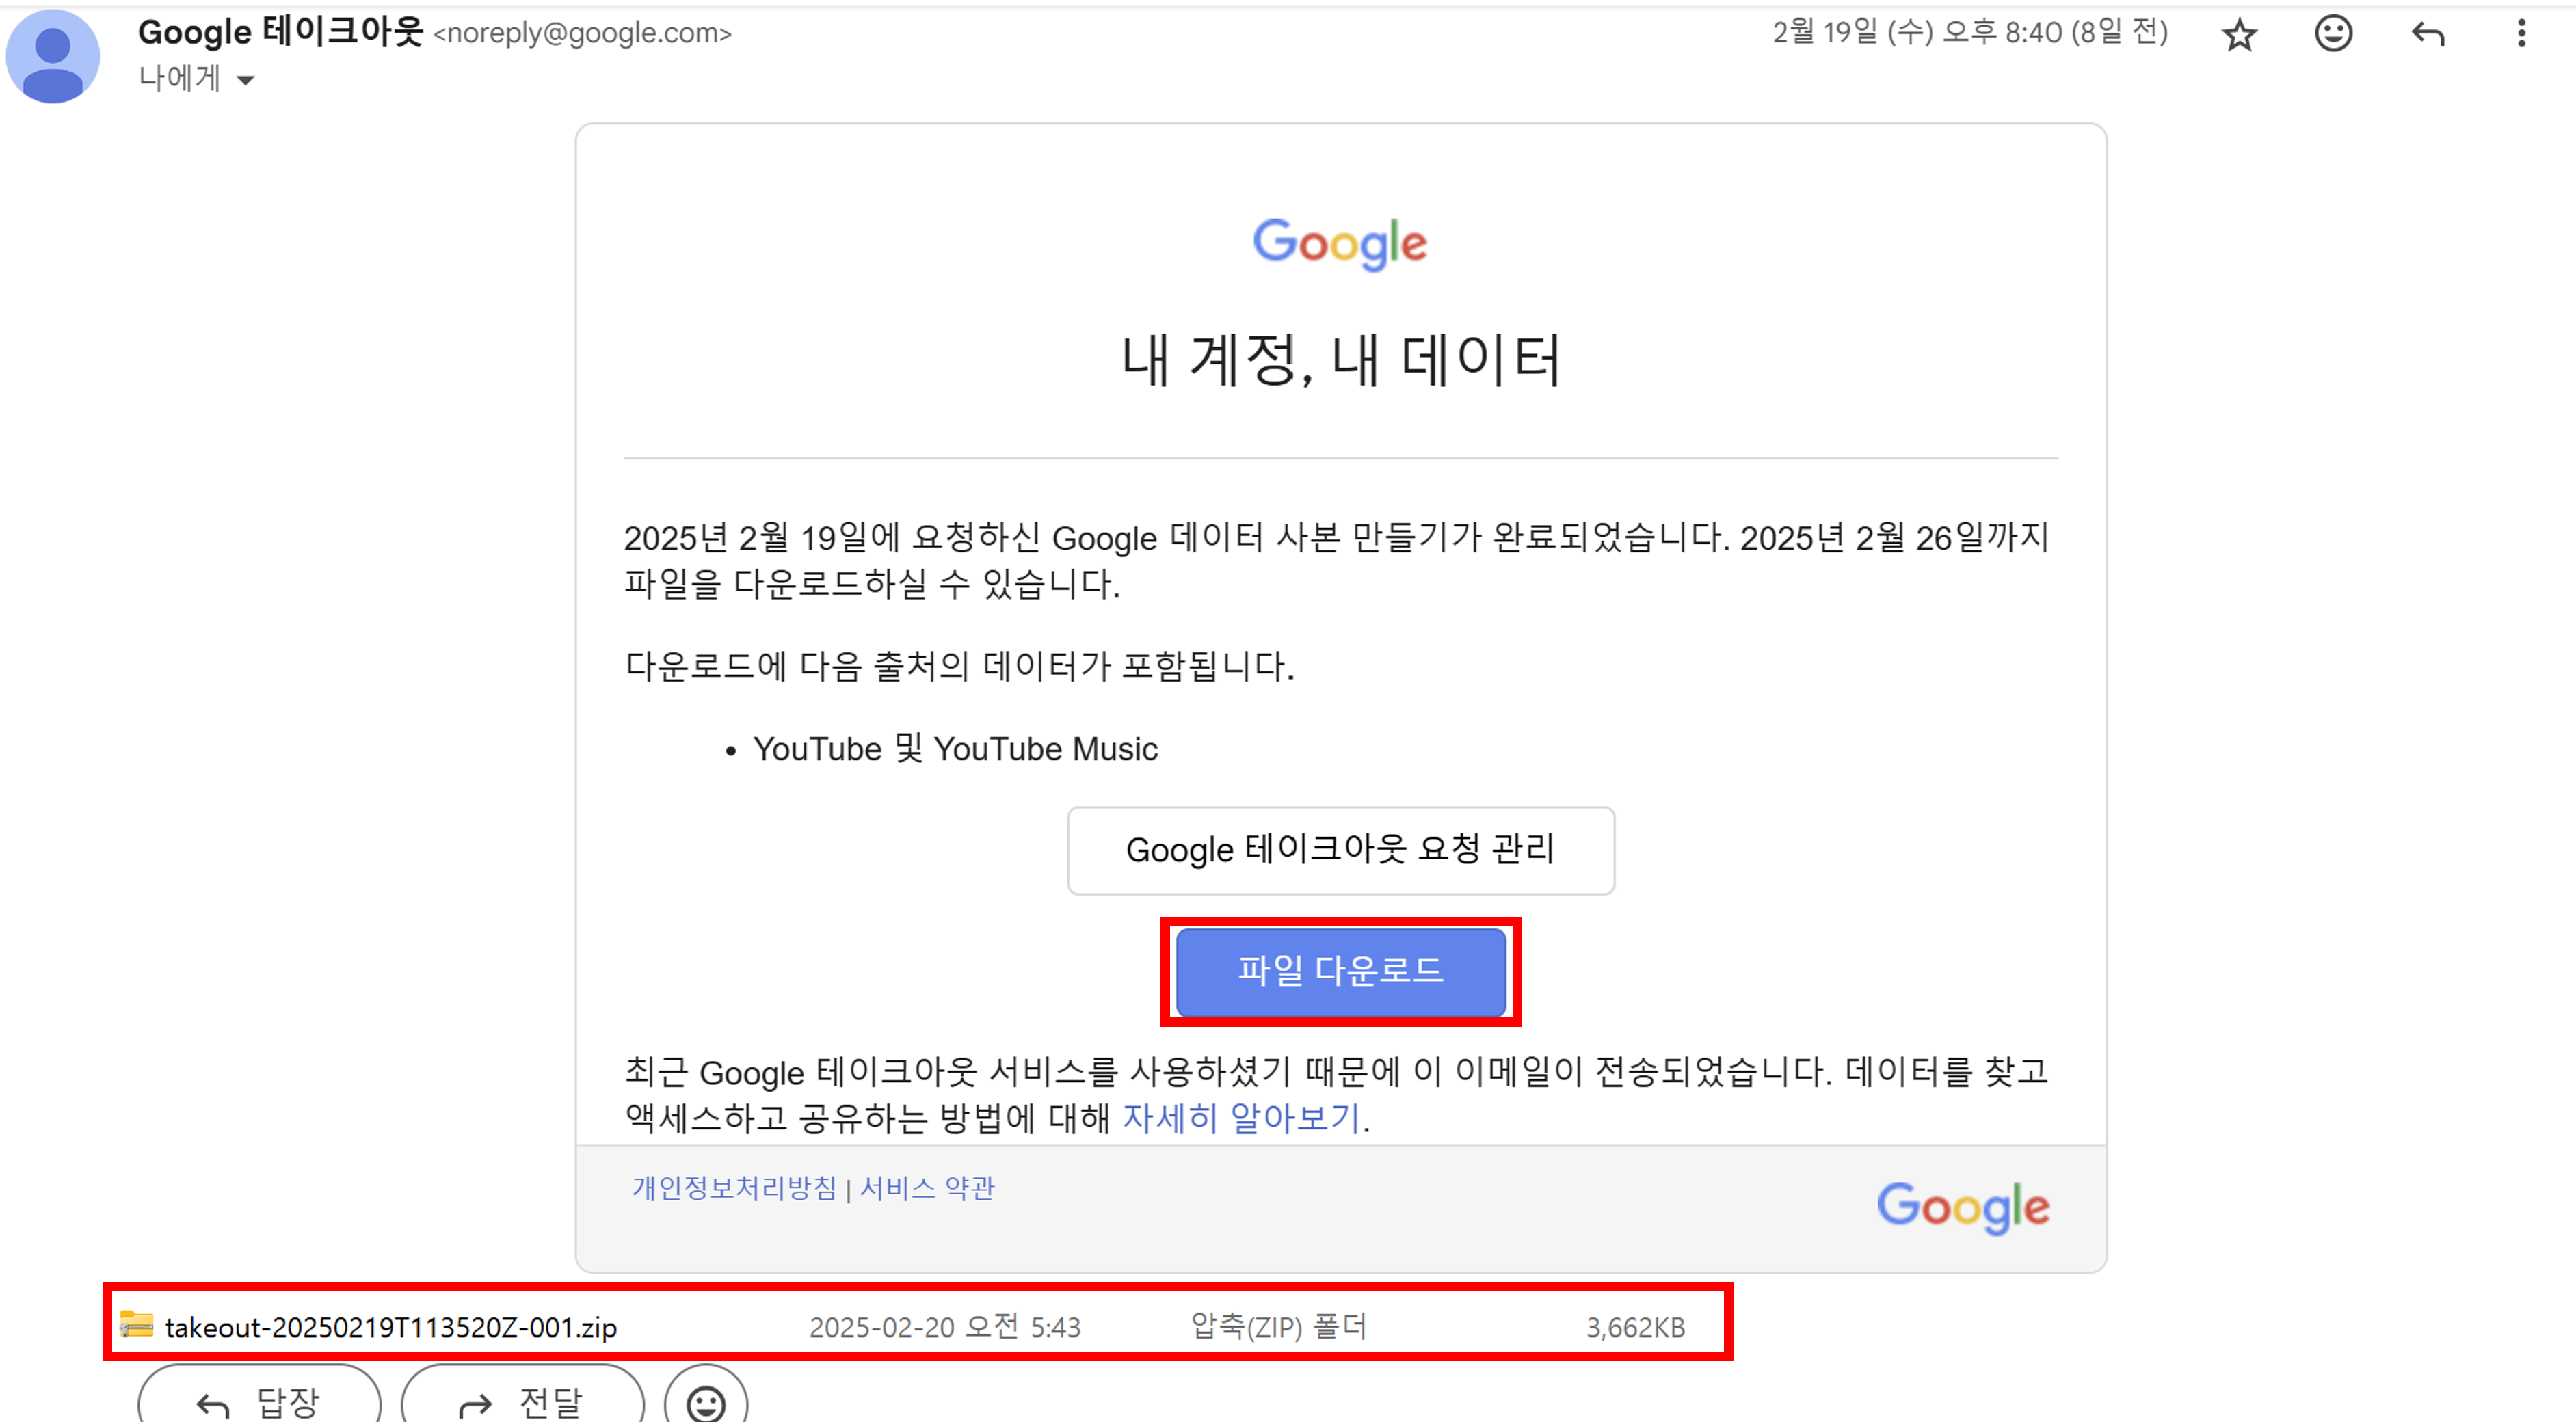 Google 테이크아웃 <noreply@google.com>
2월 19일 (수) 오후 8:40 (8일 전)
나에게
Google
내 계정, 내 데이터
2025년 2월 19일에 요청하신 Google 데이터 사본 만들기가 완료되었습니다. 2025년 2월 26일까지
파일을 다운로드하실 수 있습니다.
다운로드에 다음 출처의 데이터가 포함됩니다.
• YouTube 및 YouTube Music
Google 테이크아웃 요청 관리
파일 다운로드
최근 Google 테이크아웃 서비스를 사용하셨기 때문에 이 이메일이 전송되었습니다. 데이터를 찾고
액세스하고 공유하는 방법에 대해 자세히 알아보기.
개인정보처리방침 | 서비스 약관
Google
takeout-20250219T113520Z-001.zip 2025-02-20 오전 5:43 압축(ZIP) 폴더 3,662KB
답장 전달